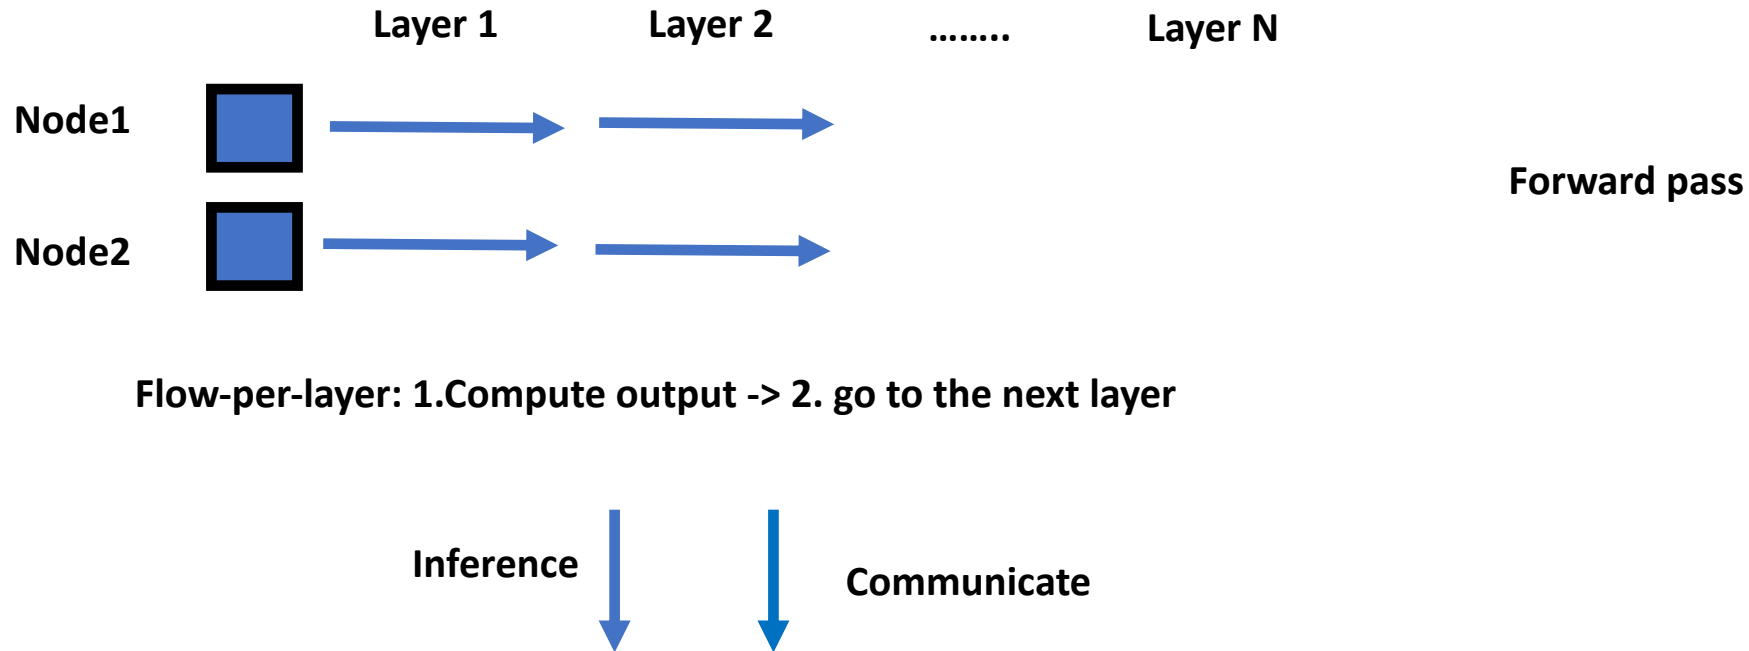 Layer 1 Layer 2 …….. Layer N
Node1
Forward pass
Node2
Flow-per-layer: 1.Compute output -> 2. go to the next layer
Inference
Communicate